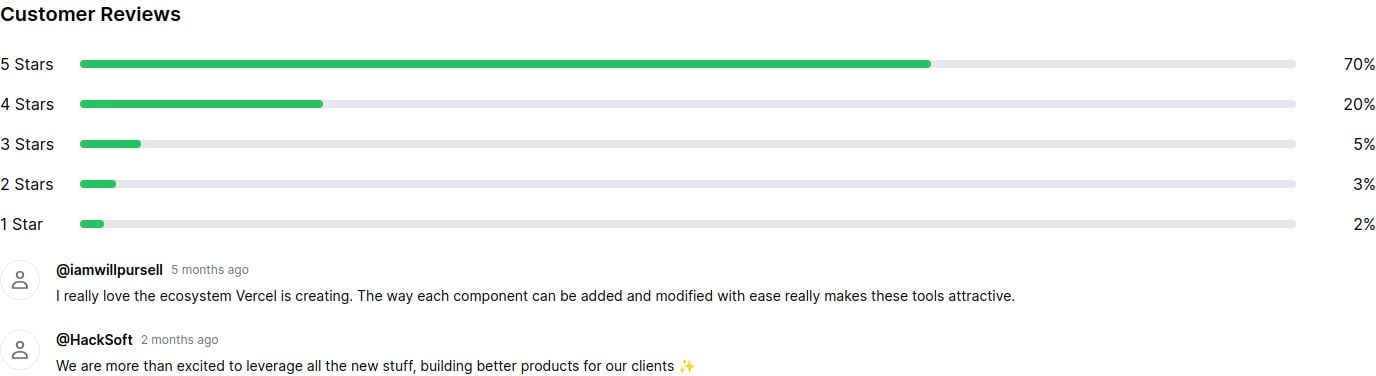 Customer Reviews
5 Stars 70%
4 Stars 20%
3 Stars 5%
2 Stars 3%
1 Star 2%
@iamwillpursell 5 months ago
I really love the ecosystem Vercel is creating. The way each component can be added and modified with ease really makes these tools attractive.
@HackSoft 2 months ago
We are more than excited to leverage all the new stuff, building better products for our clients ✨